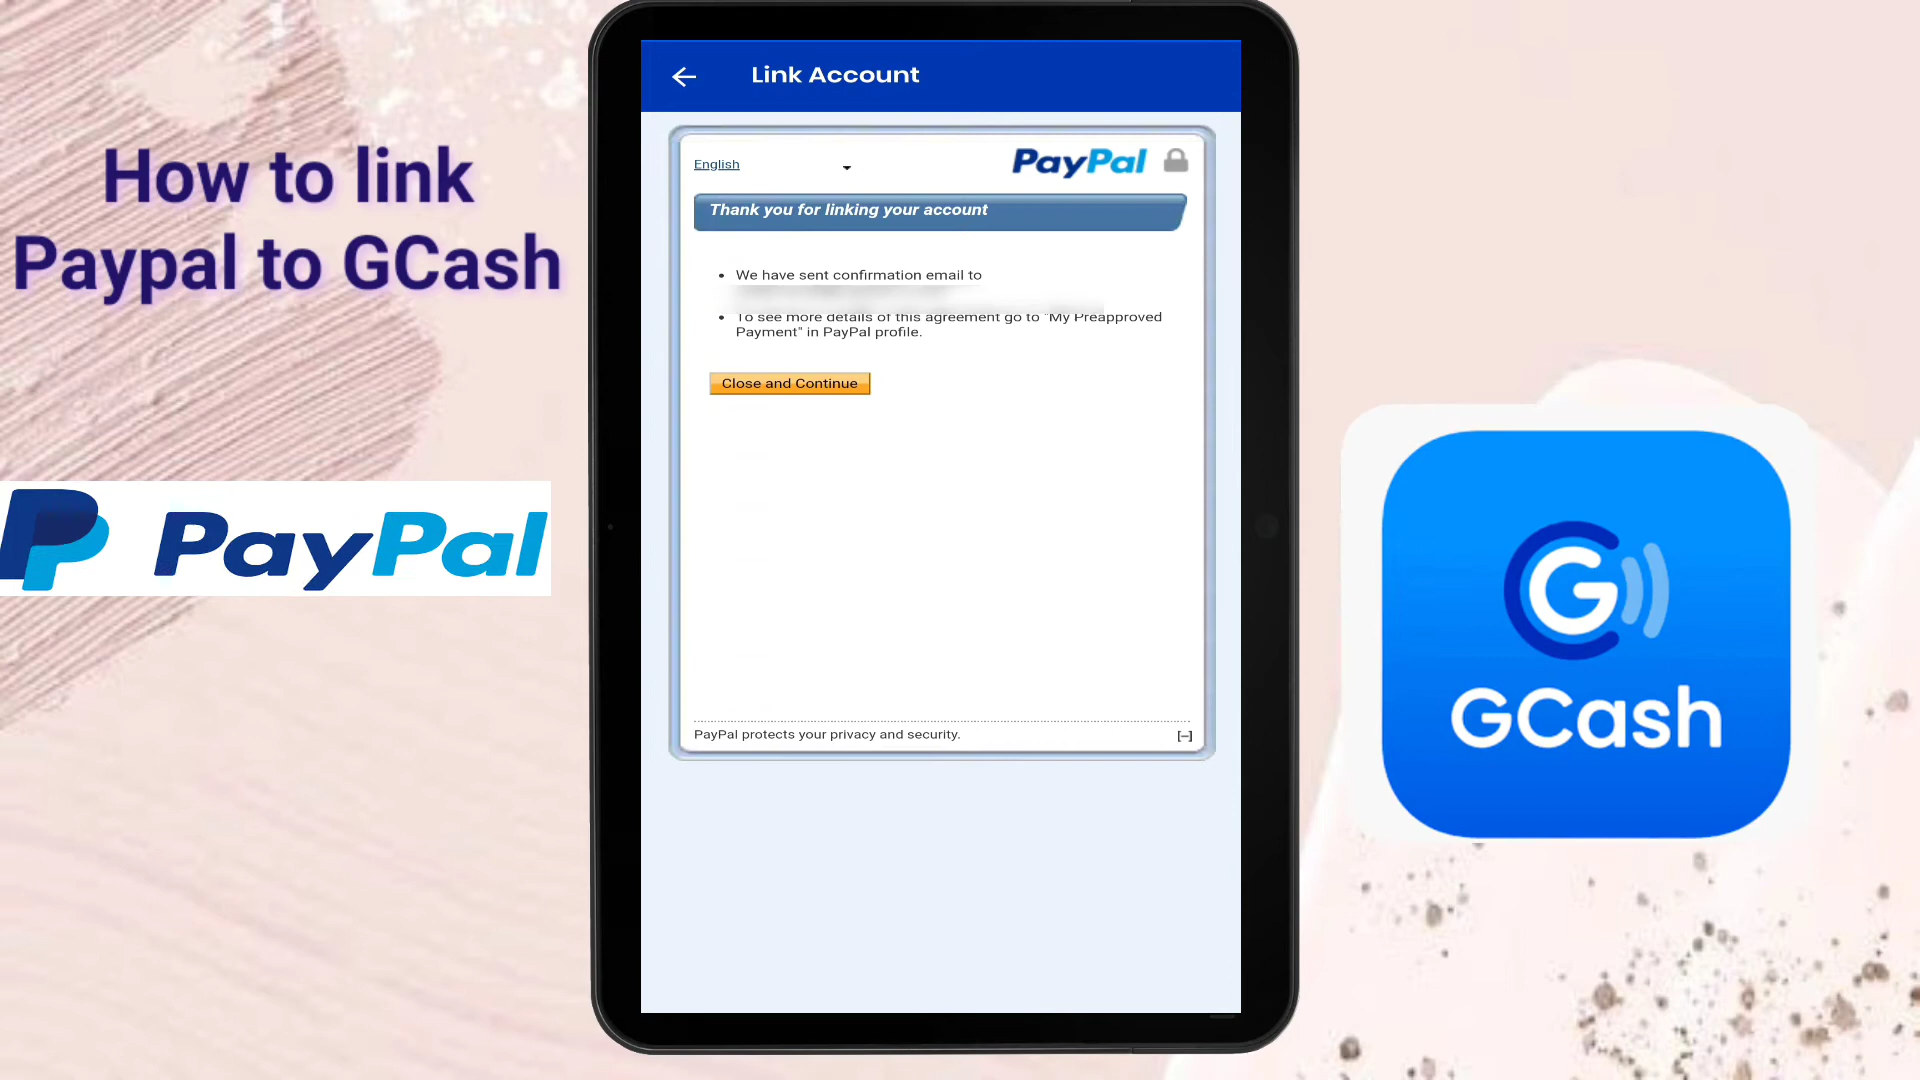 How to link
Paypal to GCash
PayPal
Link Account
English
PayPal
Thank you for linking your account
• We have sent confirmation email to
• To see more details of this agreement go to "My Preapproved
Payment" in PayPal profile.
Close and Continue
PayPal protects your privacy and security.
[–]
G
GCash